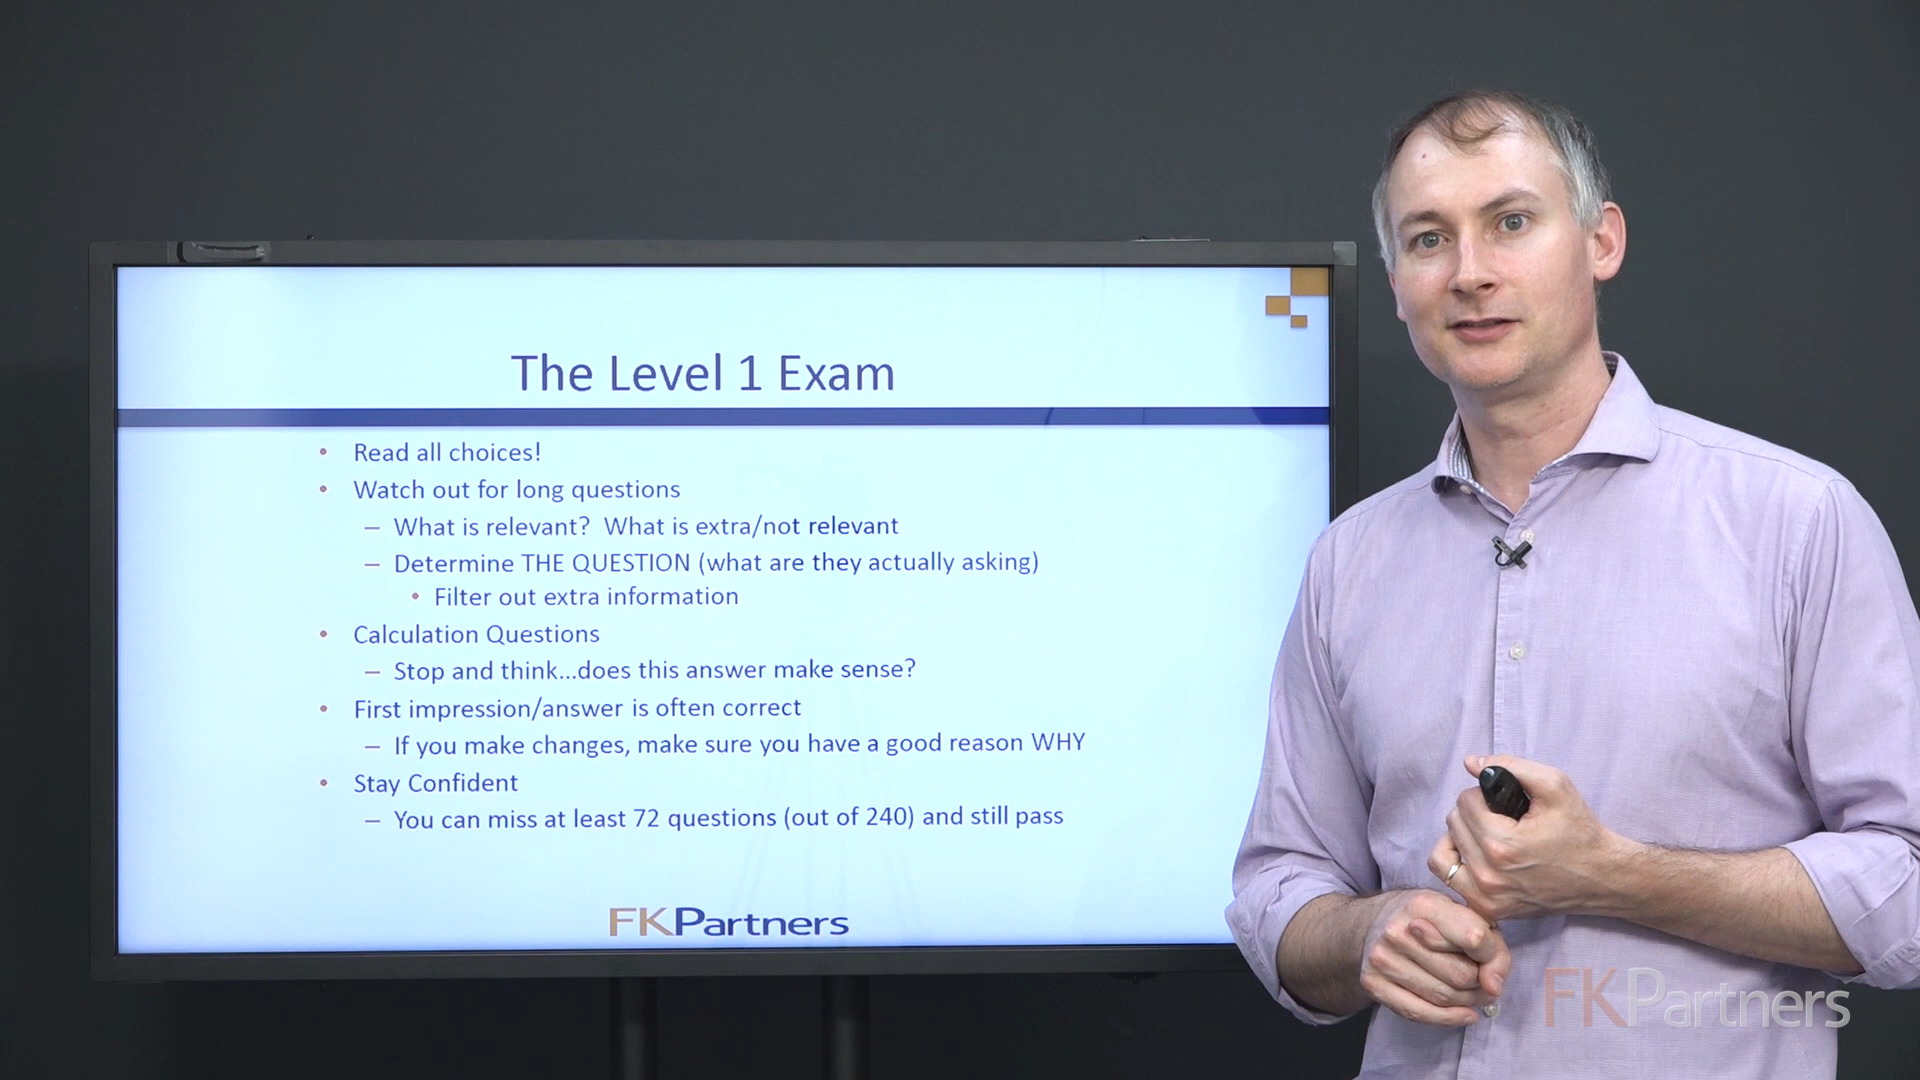 The Level 1 Exam
• Read all choices!
• Watch out for long questions
– What is relevant?  What is extra/not relevant
– Determine THE QUESTION (what are they actually asking)
• Filter out extra information
• Calculation Questions
– Stop and think...does this answer make sense?
• First impression/answer is often correct
– If you make changes, make sure you have a good reason WHY
• Stay Confident
– You can miss at least 72 questions (out of 240) and still pass
FKPartners
FKPartners